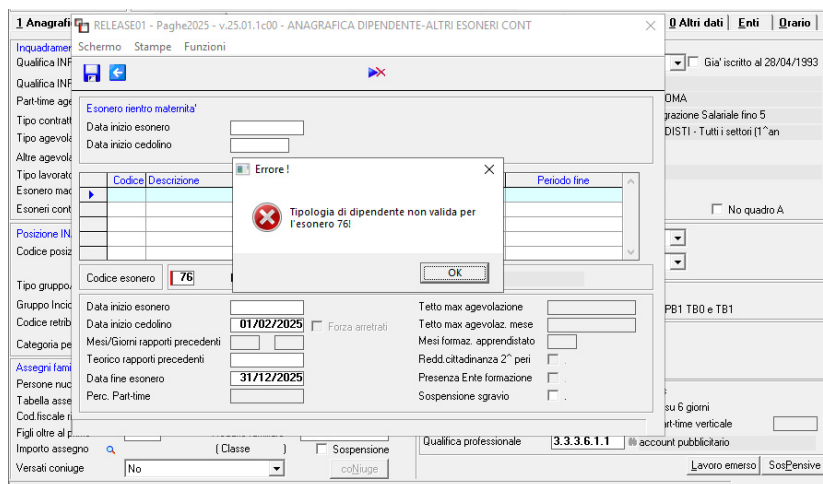 1 Anagrafi
RELEASE01 - Paghe2025 - v.25.01.1c00 - ANAGRAFICA DIPENDENTE-ALTRI ESONERI CONT
0 Altri dati
Enti
Orario
Schermo Stampe Funzioni
Inquadramer
Qualifica INF
Gia' iscritto al 28/04/1993
Qualifica INF
Part-time age
OMA
Tipo contratt
grazione Salariale fino 5
Tipo agevola
DISTI - Tutti i settori (1^an
Altre agevola
Tipo lavorato
Esonero mad
Esoneri cont
No quadro A
Posizione IN
Codice posiz
Tipo gruppo/
Gruppo Incid
PB1 TB0 e TB1
Codice retrib
Categoria pe
Assegni fami
Persone nuc
Tabella asse
su 6 giorni
Cod.fiscale ri
rt-time verticale
Figli oltre al p
Importo assegno
(Classe )
Sospensione
Versati coniuge
No
coNiuge
Qualifica professionale
3.3.3.6.1.1
account pubblicitario
Lavoro emerso
SosPensive
Esonero rientro maternita'
Data inizio esonero
Data inizio cedolino
Codice
Descrizione
Periodo fine
Errore !
Tipologia di dipendente non valida per
l'esonero 76!
OK
Codice esonero
76
Data inizio esonero
Data inizio cedolino
01/02/2025
Forza arretrati
Mesi/Giorni rapporti precedenti
Teorico rapporti precedenti
Data fine esonero
31/12/2025
Perc. Part-time
Tetto max agevolazione
Tetto max agevolaz. mese
Mesi formaz. apprendistato
Redd.cittadinanza 2^ peri
.
Presenza Ente formazione
.
Sospensione sgravio
.